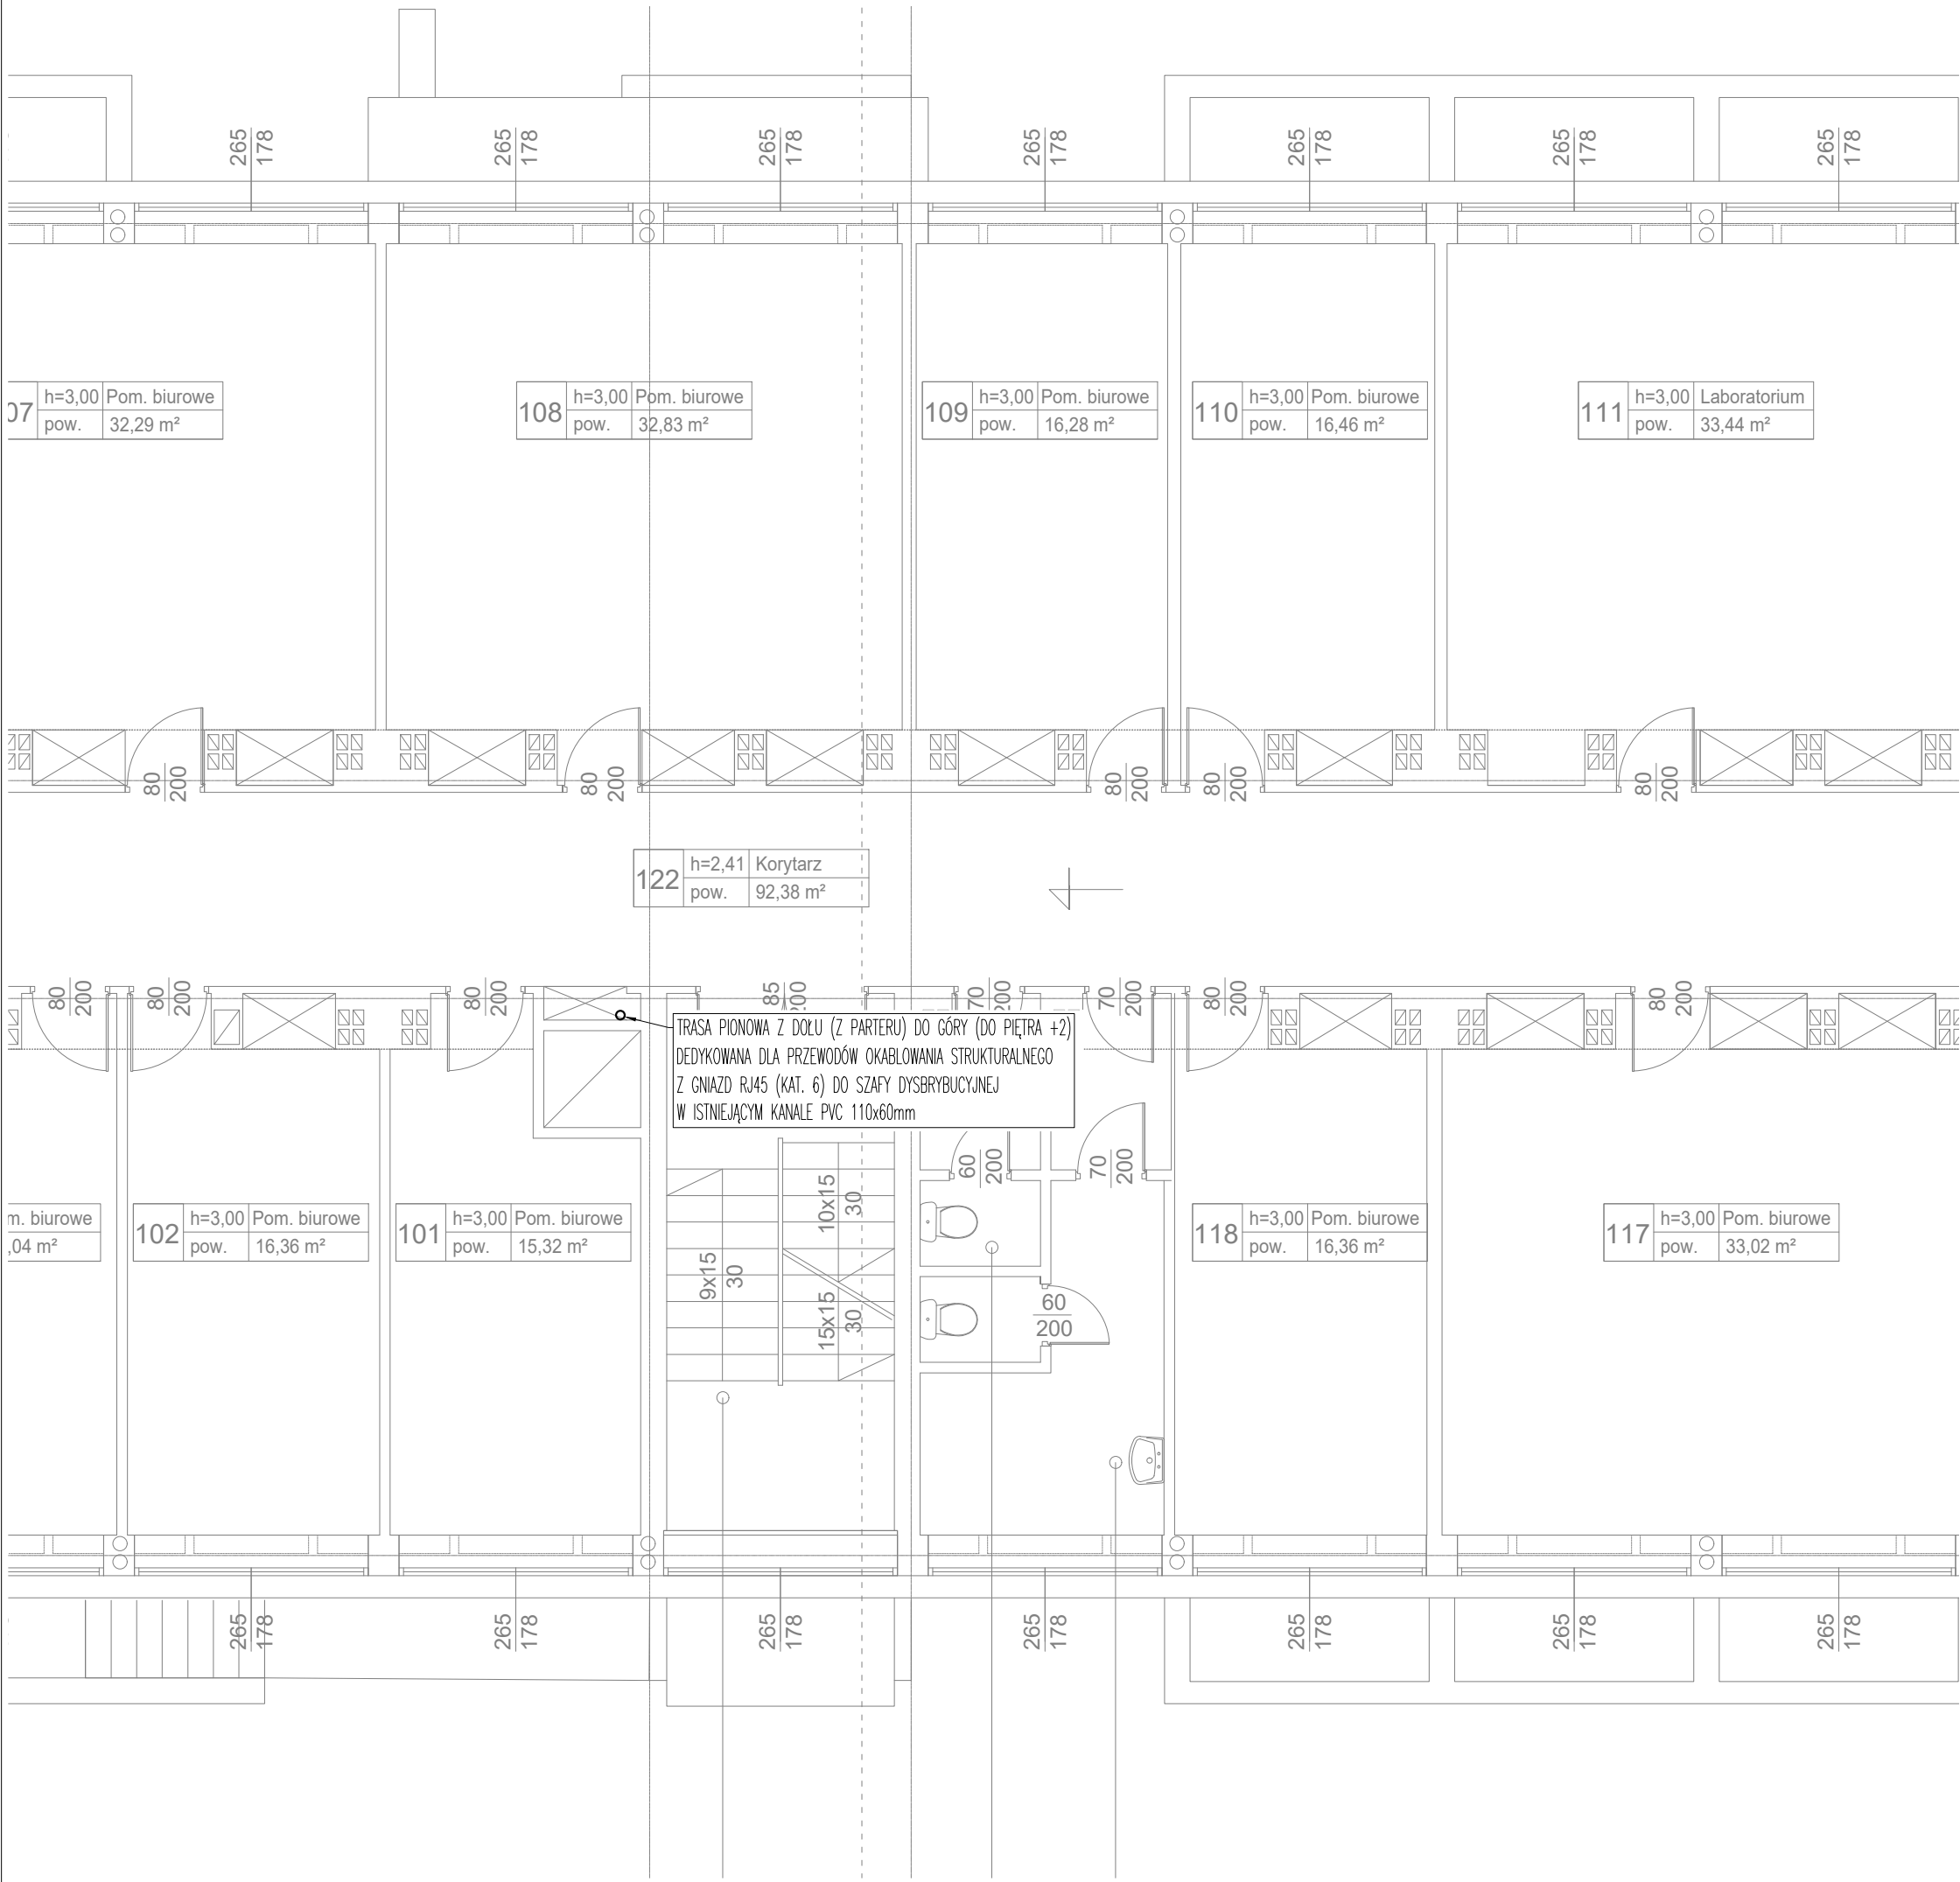 265
178
265
178
265
178
265
178
265
178
265
178
265
178
07 h=3,00 Pom. biurowe
pow. 32,29 m²
108 h=3,00 Pom. biurowe
pow. 32,83 m²
109 h=3,00 Pom. biurowe
pow. 16,28 m²
110 h=3,00 Pom. biurowe
pow. 16,46 m²
111 h=3,00 Laboratorium
pow. 33,44 m²
80
200
80
200
80
200
80
200
80
200
122 h=2,41 Korytarz
pow. 92,38 m²
80
200
80
200
80
200
85
200
70
200
70
200
80
200
80
200
TRASA PIONOWA Z DOŁU (Z PARTERU) DO GÓRY (DO PIĘTRA +2)
DEDYKOWANA DLA PRZEWODÓW OKABLOWANIA STRUKTURALNEGO
Z GNIAZD RJ45 (KAT. 6) DO SZAFY DYSBRYBUCYJNEJ
W ISTNIEJĄCYM KANALE PVC 110x60mm
60
200
70
200
m. biurowe
,04 m²
102 h=3,00 Pom. biurowe
pow. 16,36 m²
101 h=3,00 Pom. biurowe
pow. 15,32 m²
10x15
30
9x15
30
15x15
30
118 h=3,00 Pom. biurowe
pow. 16,36 m²
117 h=3,00 Pom. biurowe
pow. 33,02 m²
60
200
265
178
265
178
265
178
265
178
265
178
265
178
265
178